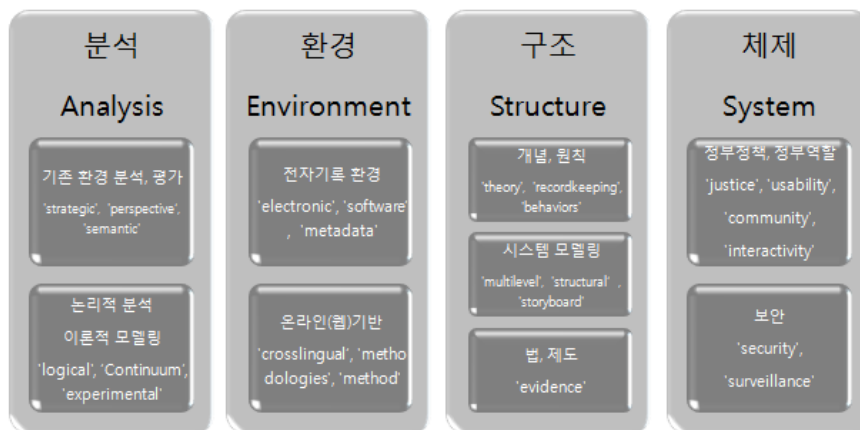 분석
Analysis
기존 환경 분석, 평가
'strategic', 'perspective',
'semantic'
논리적 분석
이론적 모델링
'logical', 'Continuum',
'experimental'
환경
Environment
전자기록 환경
'electronic', 'software'
, 'metadata'
온라인(웹)기반
'crosslingual', 'metho
dologies', 'method'
구조
Structure
개념, 원칙
'theory', 'recordkeeping',
'behaviors'
시스템 모델링
'multilevel', 'structural' ,
'storyboard'
법, 제도
'evidence'
체제
System
정부정책, 정부역할
'justice', 'usability',
'community',
'interactivity'
보안
'security',
'surveillance'